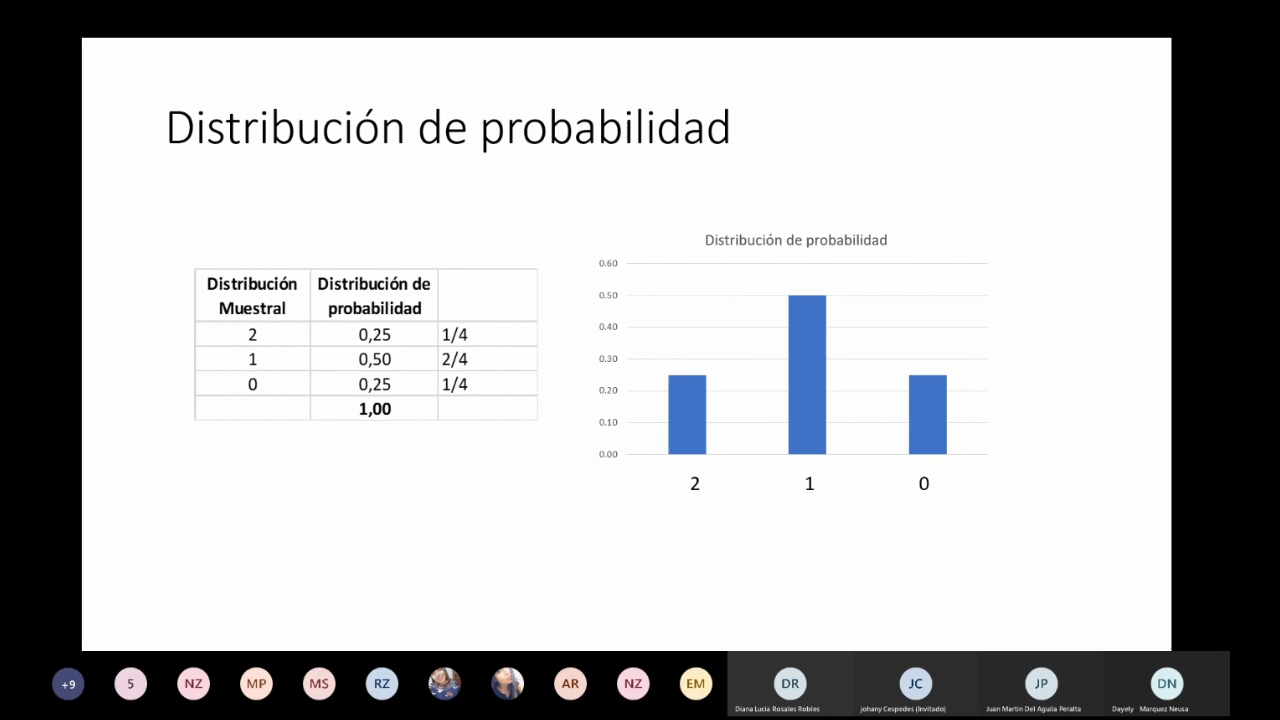 Distribución de probabilidad
Distribución Muestral	Distribución de probabilidad
2	0,25	1/4
1	0,50	2/4
0	0,25	1/4
1,00
Distribución de probabilidad
0.60
0.50
0.40
0.30
0.20
0.10
0.00
2 1 0
+9 5 NZ MP MS RZ AR NZ EM DR JC JP DN
Diana Lucia Rosales Robles johany Cespedes (Invitado) Juan Martin Del Aguila Peralta Dayely Marquez Neusa